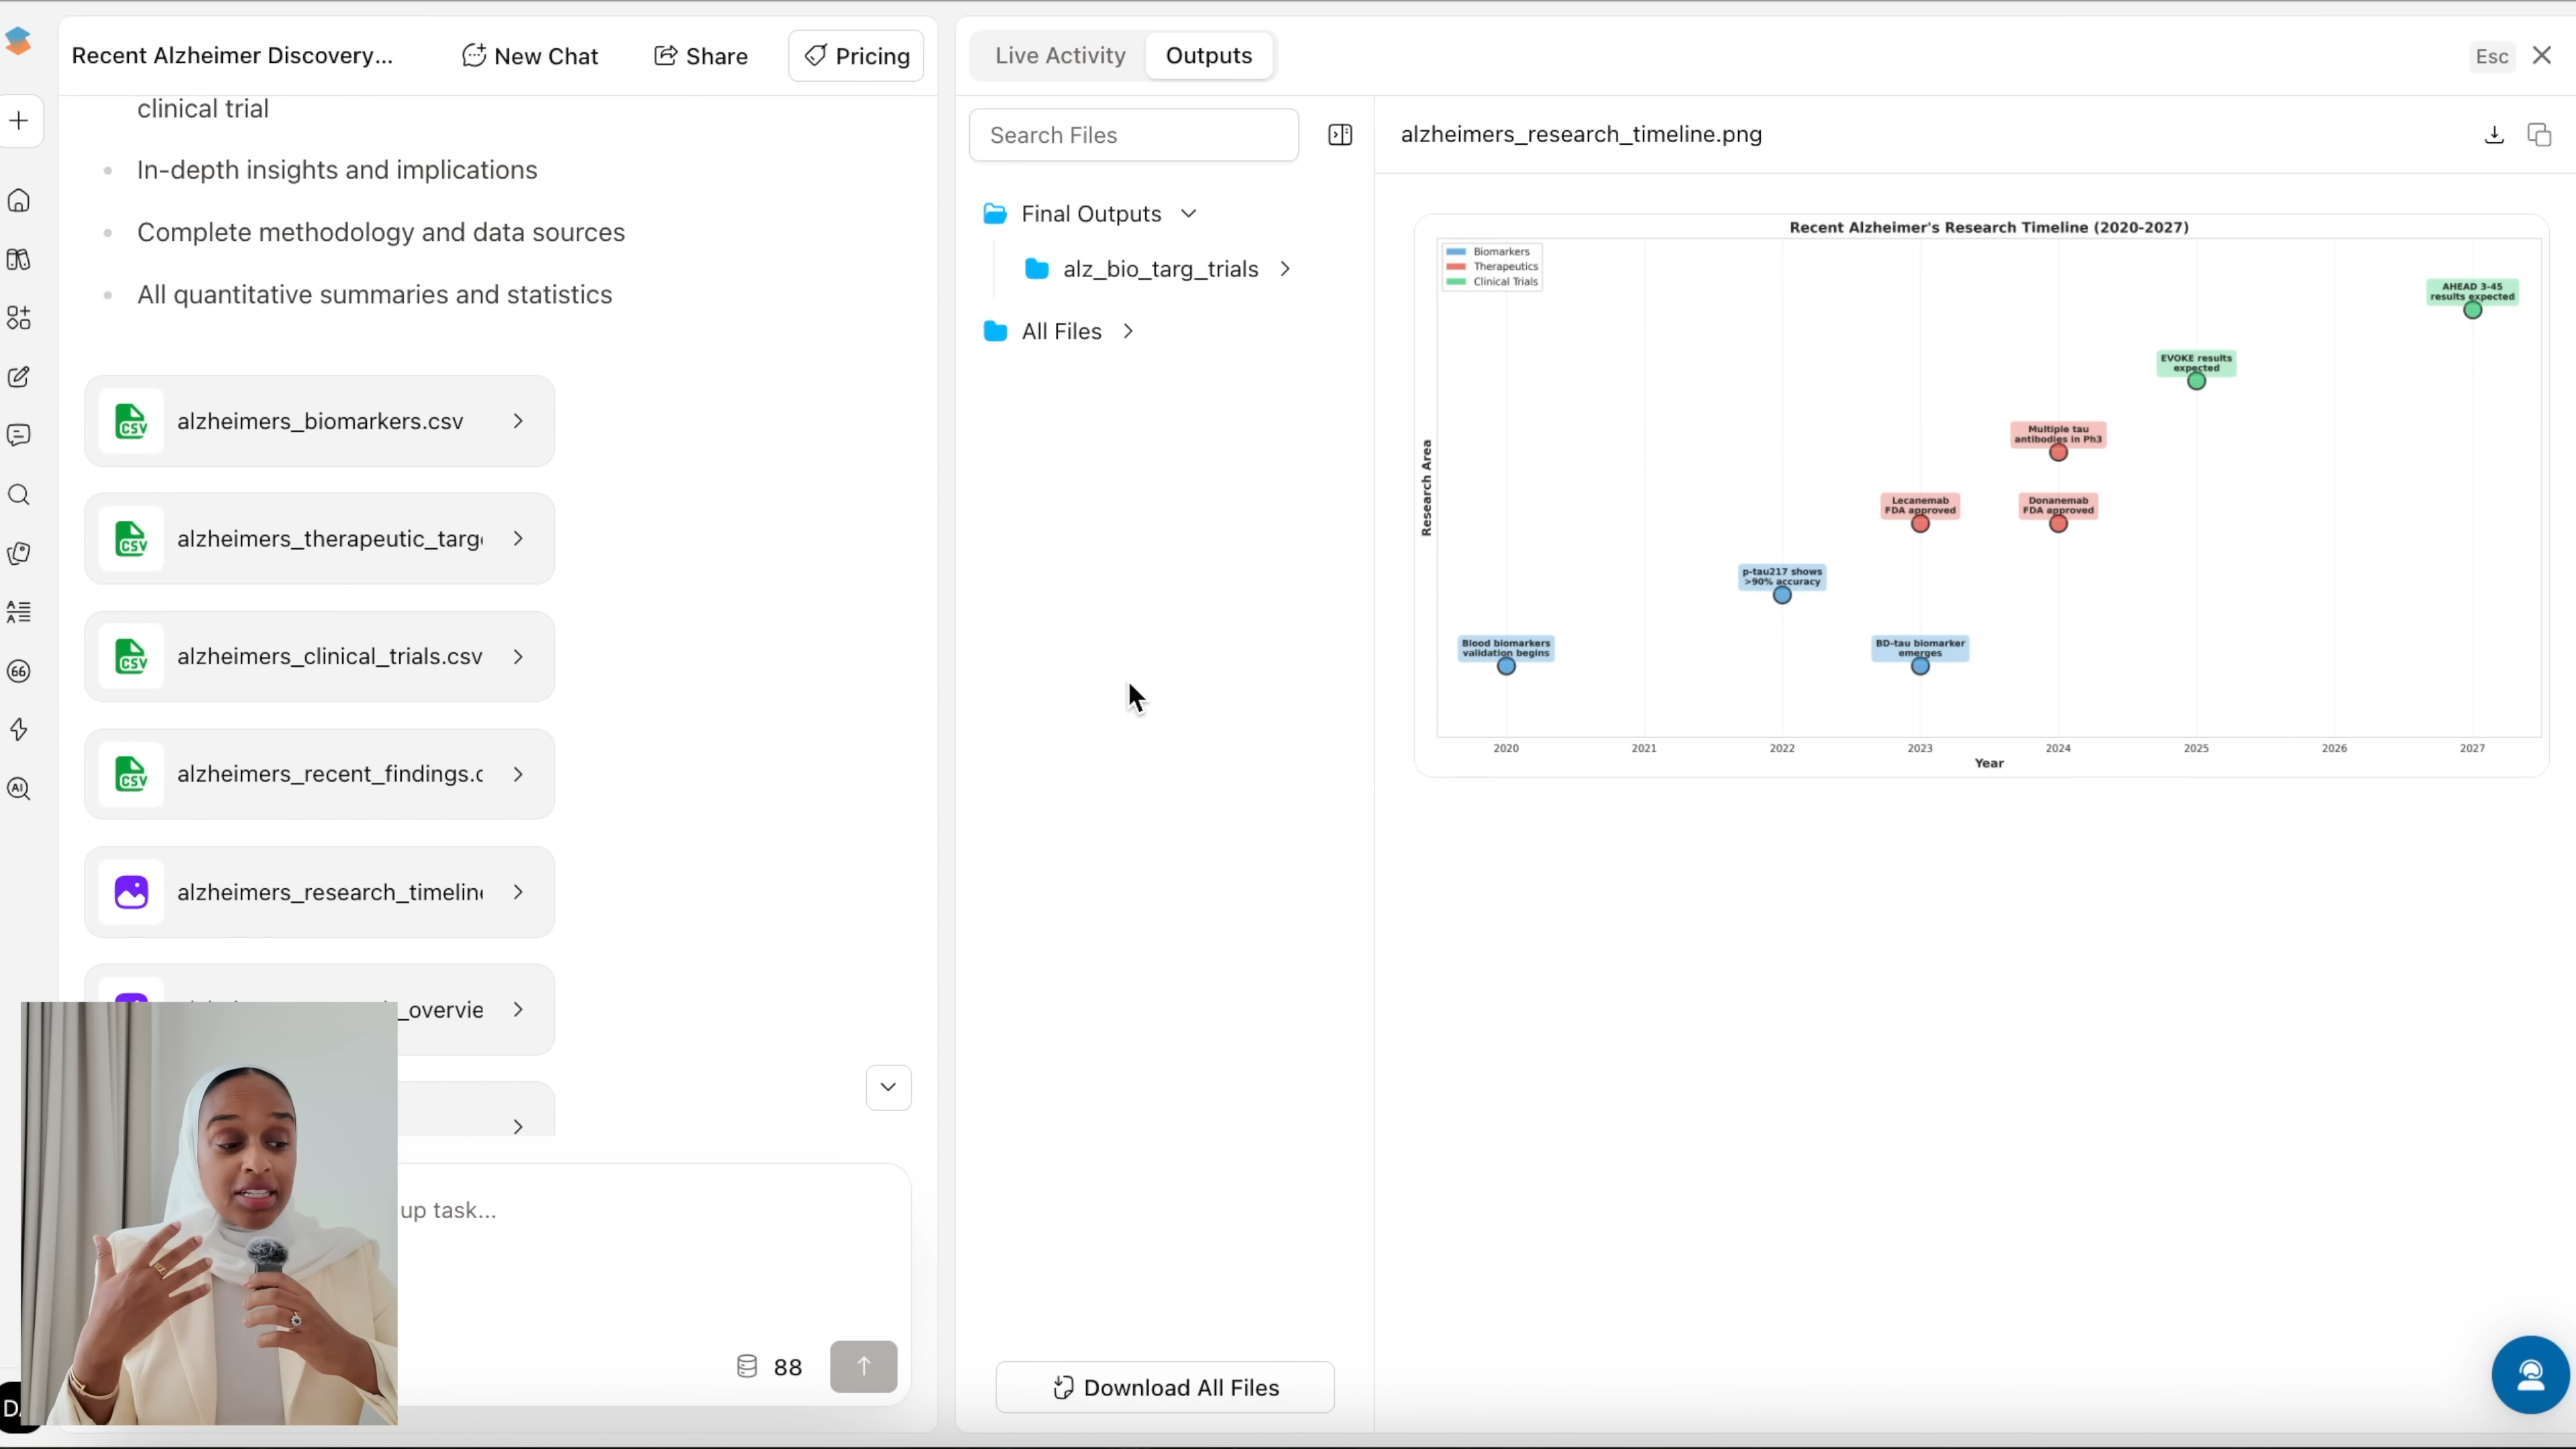 Recent Alzheimer Discovery...
New Chat
Share
Pricing
clinical trial
In-depth insights and implications
Complete methodology and data sources
All quantitative summaries and statistics
alzheimers_biomarkers.csv
alzheimers_therapeutic_targ
alzheimers_clinical_trials.csv
alzheimers_recent_findings.c
alzheimers_research_timelin
_overvie
up task...
88
Live Activity
Outputs
Esc
Search Files
Final Outputs
alz_bio_targ_trials
All Files
Download All Files
alzheimers_research_timeline.png
Recent Alzheimer's Research Timeline (2020-2027)
Biomarkers
Therapeutics
Clinical Trials
AHEAD 3-45
results expected
EVOKE results
expected
Multiple tau
antibodies in Ph3
Lecanemab
FDA approved
Donanemab
FDA approved
p-tau217 shows
>90% accuracy
Blood biomarkers
validation begins
BD-tau biomarker
emerges
Research Area
2020 2021 2022 2023 2024 2025 2026 2027
Year